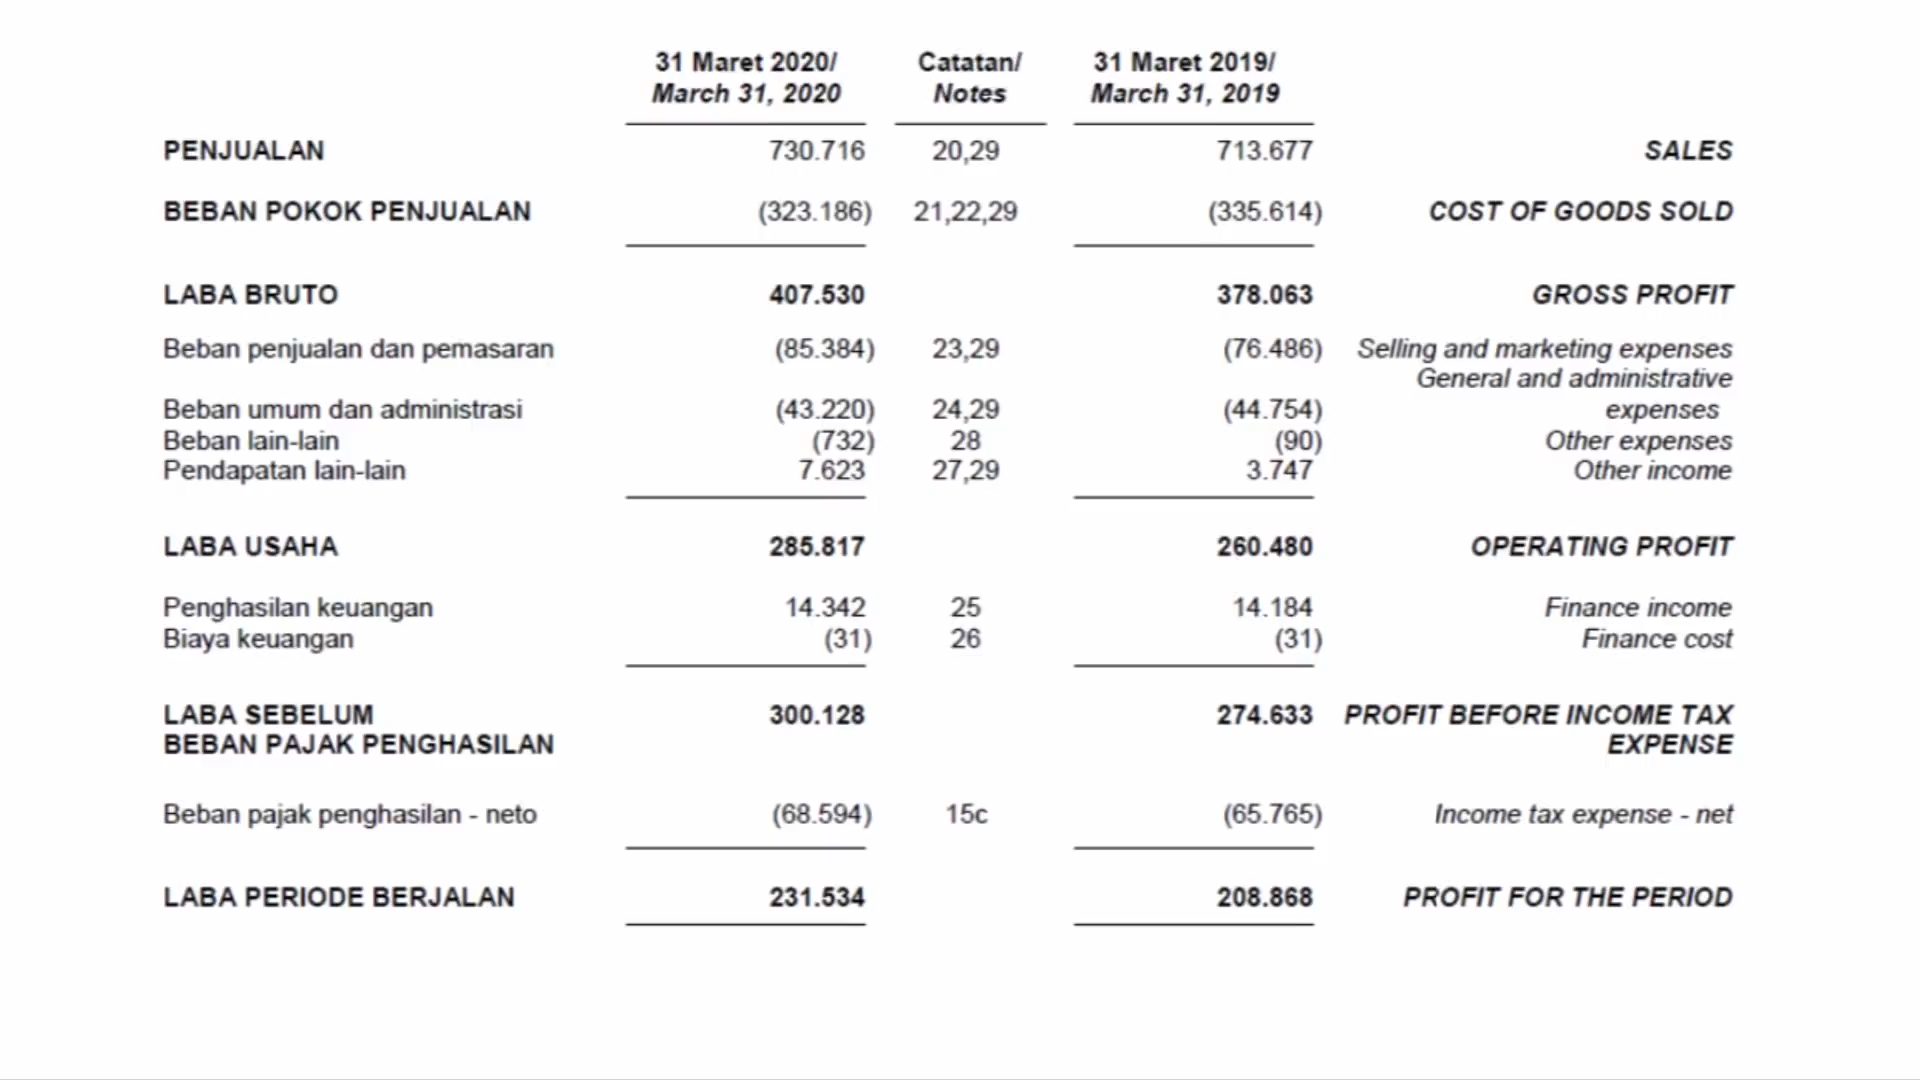 31 Maret 2020/ Catatan/ 31 Maret 2019/
March 31, 2020 Notes March 31, 2019
PENJUALAN 730.716 20,29 713.677 SALES
BEBAN POKOK PENJUALAN (323.186) 21,22,29 (335.614) COST OF GOODS SOLD
LABA BRUTO 407.530 378.063 GROSS PROFIT
Beban penjualan dan pemasaran (85.384) 23,29 (76.486) Selling and marketing expenses
General and administrative
Beban umum dan administrasi (43.220) 24,29 (44.754) expenses
Beban lain-lain (732) 28 (90) Other expenses
Pendapatan lain-lain 7.623 27,29 3.747 Other income
LABA USAHA 285.817 260.480 OPERATING PROFIT
Penghasilan keuangan 14.342 25 14.184 Finance income
Biaya keuangan (31) 26 (31) Finance cost
LABA SEBELUM 300.128 274.633 PROFIT BEFORE INCOME TAX
BEBAN PAJAK PENGHASILAN EXPENSE
Beban pajak penghasilan - neto (68.594) 15c (65.765) Income tax expense - net
LABA PERIODE BERJALAN 231.534 208.868 PROFIT FOR THE PERIOD